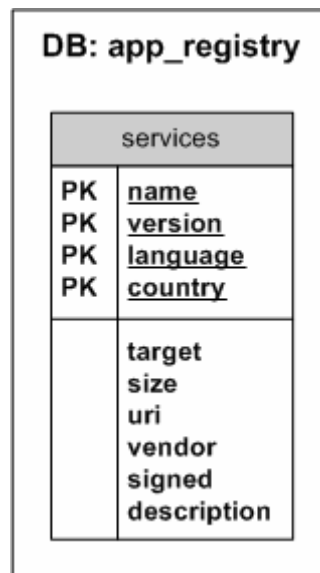 DB: app_registry
services
PK name
PK version
PK language
PK country
target
size
uri
vendor
signed
description